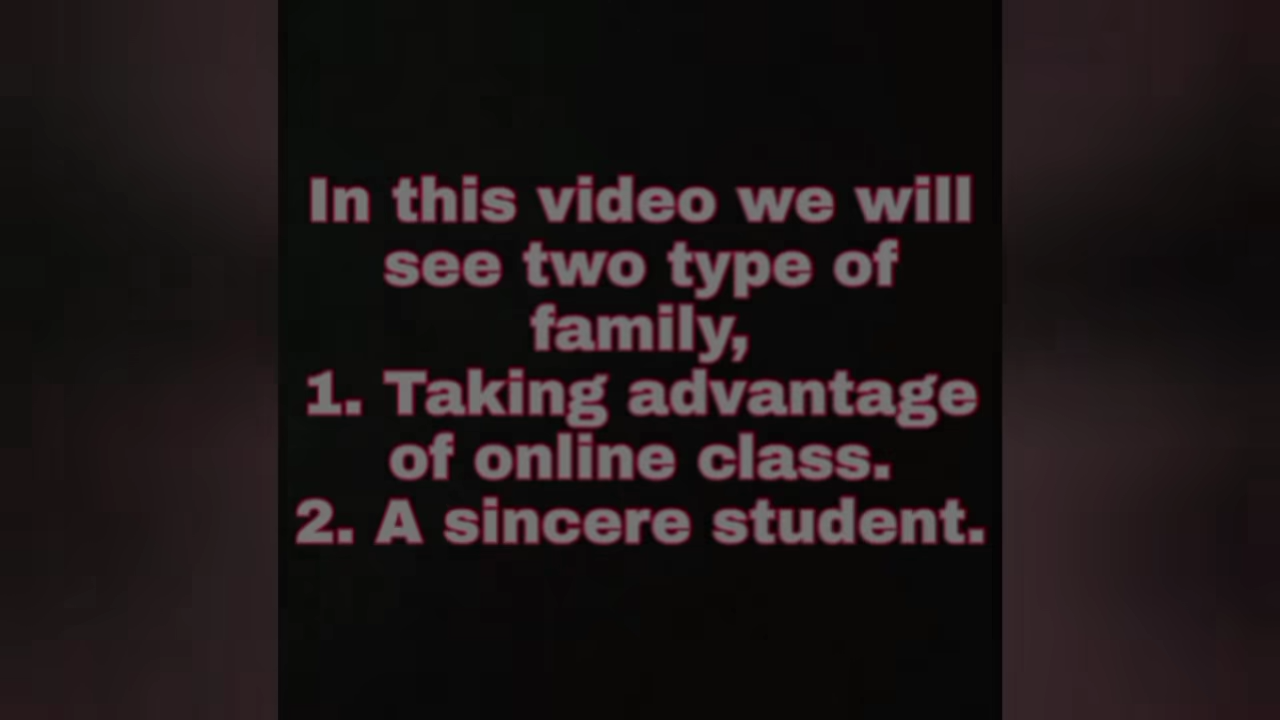 In this video we will
see two type of
family,
1. Taking advantage
of online class.
2. A sincere student.